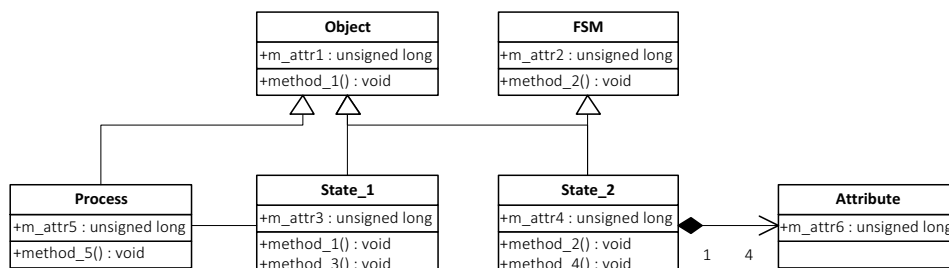 Object
+m_attr1 : unsigned long
+method_1() : void
FSM
+m_attr2 : unsigned long
+method_2() : void
Process
+m_attr5 : unsigned long
+method_5() : void
State_1
+m_attr3 : unsigned long
+method_1() : void
+method_3() : void
State_2
+m_attr4 : unsigned long
+method_2() : void
+method_4() : void
1 4
Attribute
+m_attr6 : unsigned long